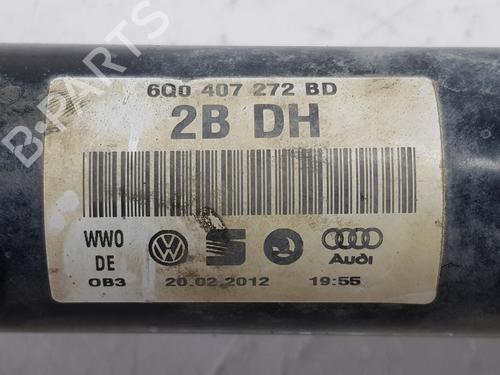 6Q0 407 272 BD
2B DH
WWO
DE
Audi
OB3 20.02.2012 19:55
B-PARTS